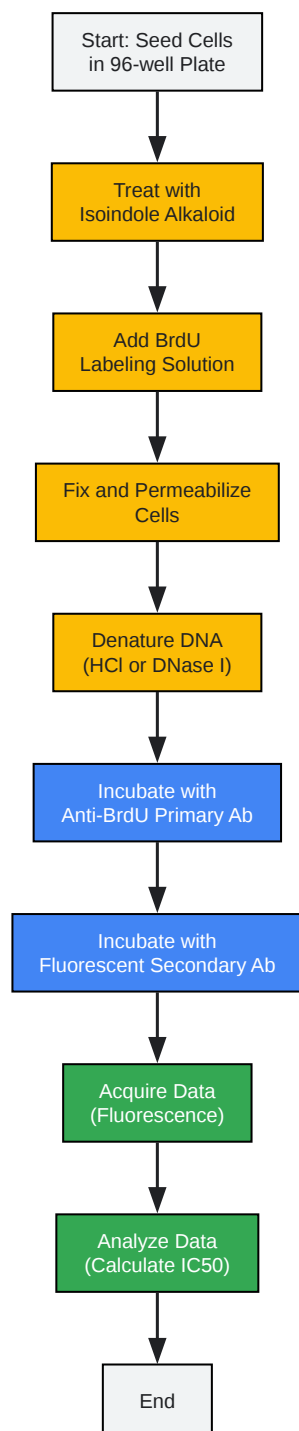 Start: Seed Cells
in 96-well Plate
Treat with
Isoindole Alkaloid
Add BrdU
Labeling Solution
Fix and Permeabilize
Cells
Denature DNA
(HCl or DNase I)
Incubate with
Anti-BrdU Primary Ab
Incubate with
Fluorescent Secondary Ab
Acquire Data
(Fluorescence)
Analyze Data
(Calculate IC50)
End